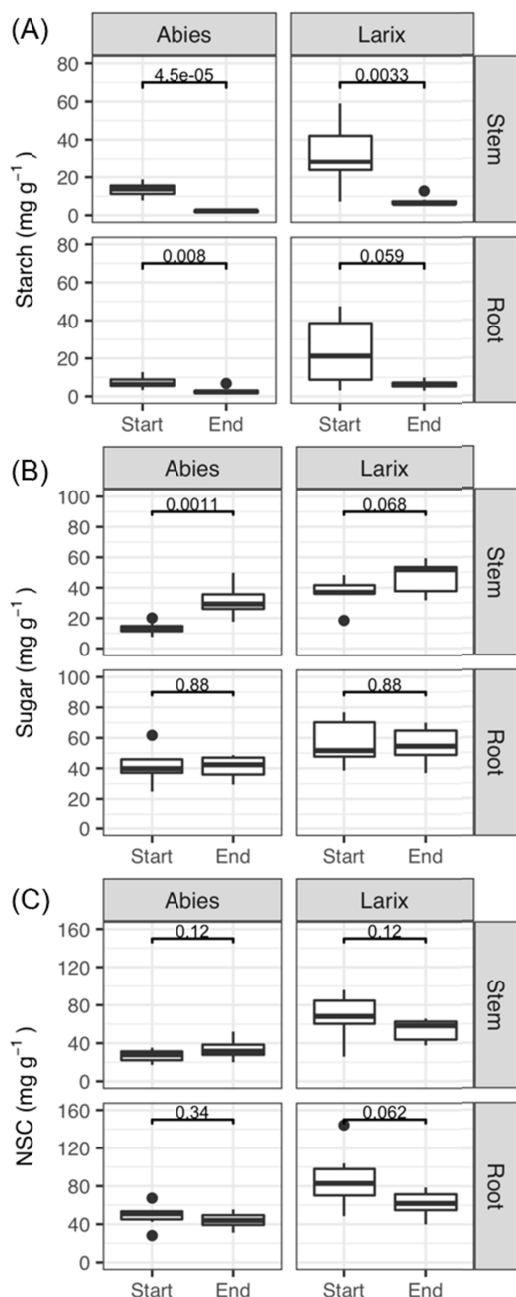 (A)
Abies Larix
Starch (mg g⁻¹)
80
60
40
20
0
4.5e-05
0.0033
Stem
80
60
40
20
0
0.008
0.059
Root
Start End Start End
(B)
Abies Larix
Sugar (mg g⁻¹)
100
80
60
40
20
0
0.0011
0.068
Stem
100
80
60
40
20
0
0.88
0.88
Root
Start End Start End
(C)
Abies Larix
NSC (mg g⁻¹)
160
120
80
40
0
0.12
0.12
Stem
160
120
80
40
0
0.34
0.062
Root
Start End Start End